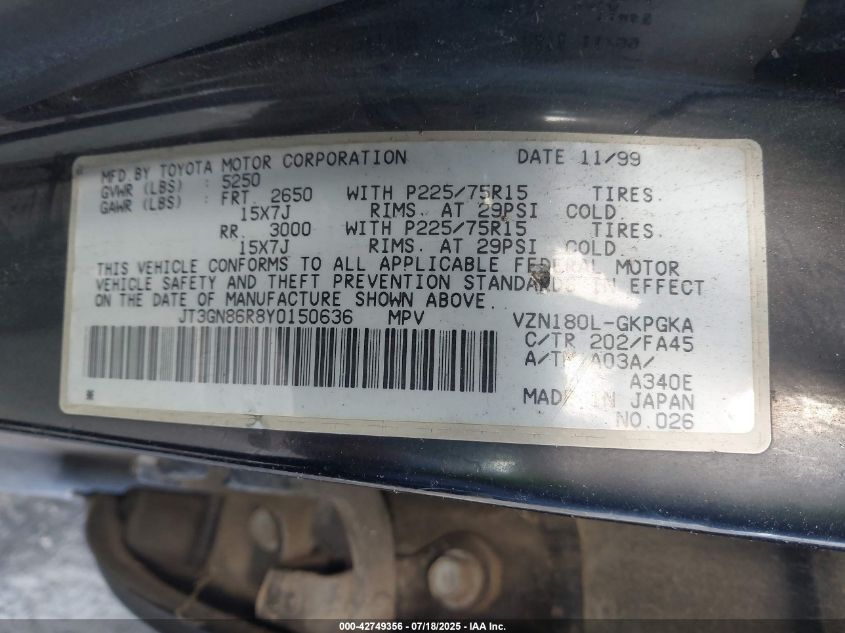 MFD.BY TOYOTA MOTOR CORPORATION DATE 11/99
GVWR (LBS) : 5250
GAWR (LBS) : FRT. 2650 WITH P225/75R15 TIRES.
15X7J RIMS. AT 29PSI COLD.
RR. 3000 WITH P225/75R15 TIRES.
15X7J RIMS. AT 29PSI COLD.
THIS VEHICLE CONFORMS TO ALL APPLICABLE FEDERAL MOTOR
VEHICLE SAFETY AND THEFT PREVENTION STANDARDS IN EFFECT
ON THE DATE OF MANUFACTURE SHOWN ABOVE.
JT3GN86R8Y0150636 MPV VZN180L-GKPGKA
C/TR 202/FA45
A/TM A03A/
A340E
MADE IN JAPAN
NO.026
000-42749356 / 07/18/2025 / IAA Inc.